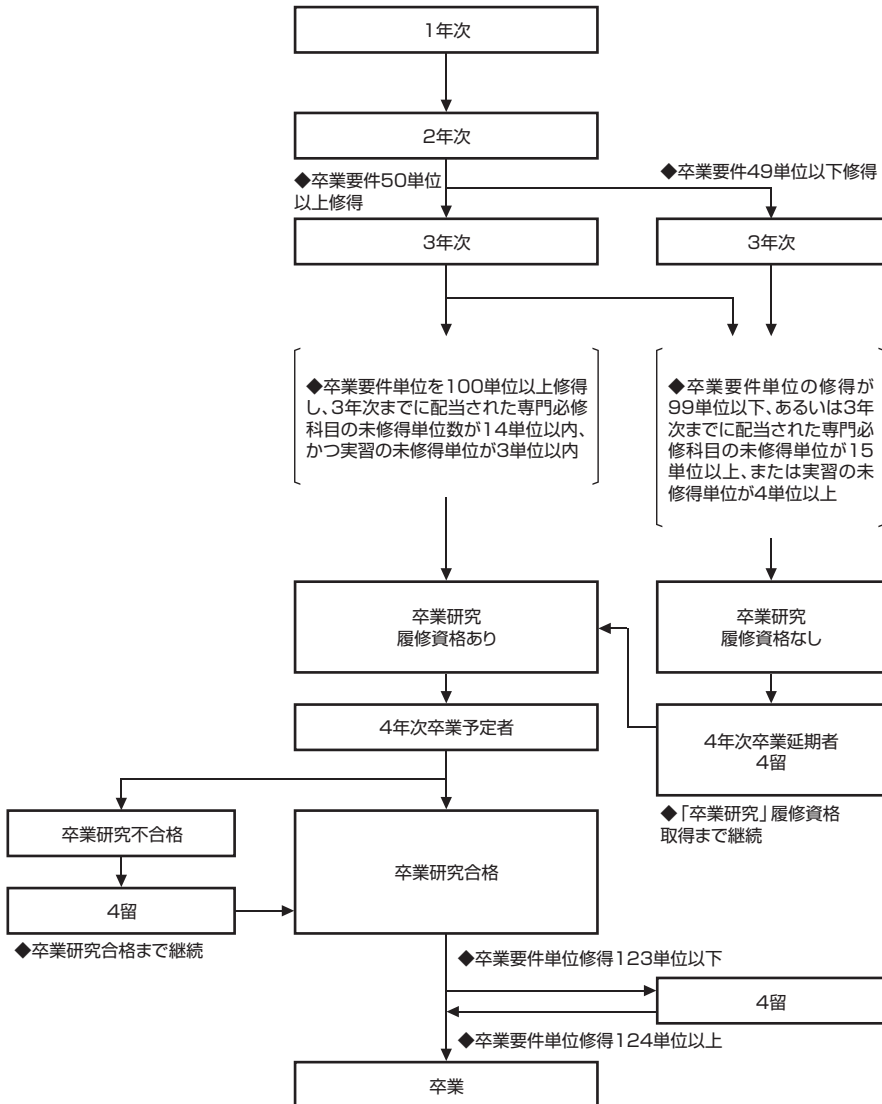 1年次
2年次
◆卒業要件50単位
以上修得
◆卒業要件49単位以下修得
3年次
3年次
◆卒業要件単位を100単位以上修得
し、3年次までに配当された専門必修
科目の未修得単位数が14単位以内、
かつ実習の未修得単位が3単位以内
◆卒業要件単位の修得が
99単位以下、あるいは3年
次までに配当された専門必
修科目の未修得単位が15
単位以上、または実習の未
修得単位が4単位以上
卒業研究
履修資格あり
卒業研究
履修資格なし
4年次卒業予定者
4年次卒業延期者
4留
◆「卒業研究」履修資格
取得まで継続
卒業研究不合格
卒業研究合格
4留
◆卒業研究合格まで継続
◆卒業要件単位修得123単位以下
4留
◆卒業要件単位修得124単位以上
卒業